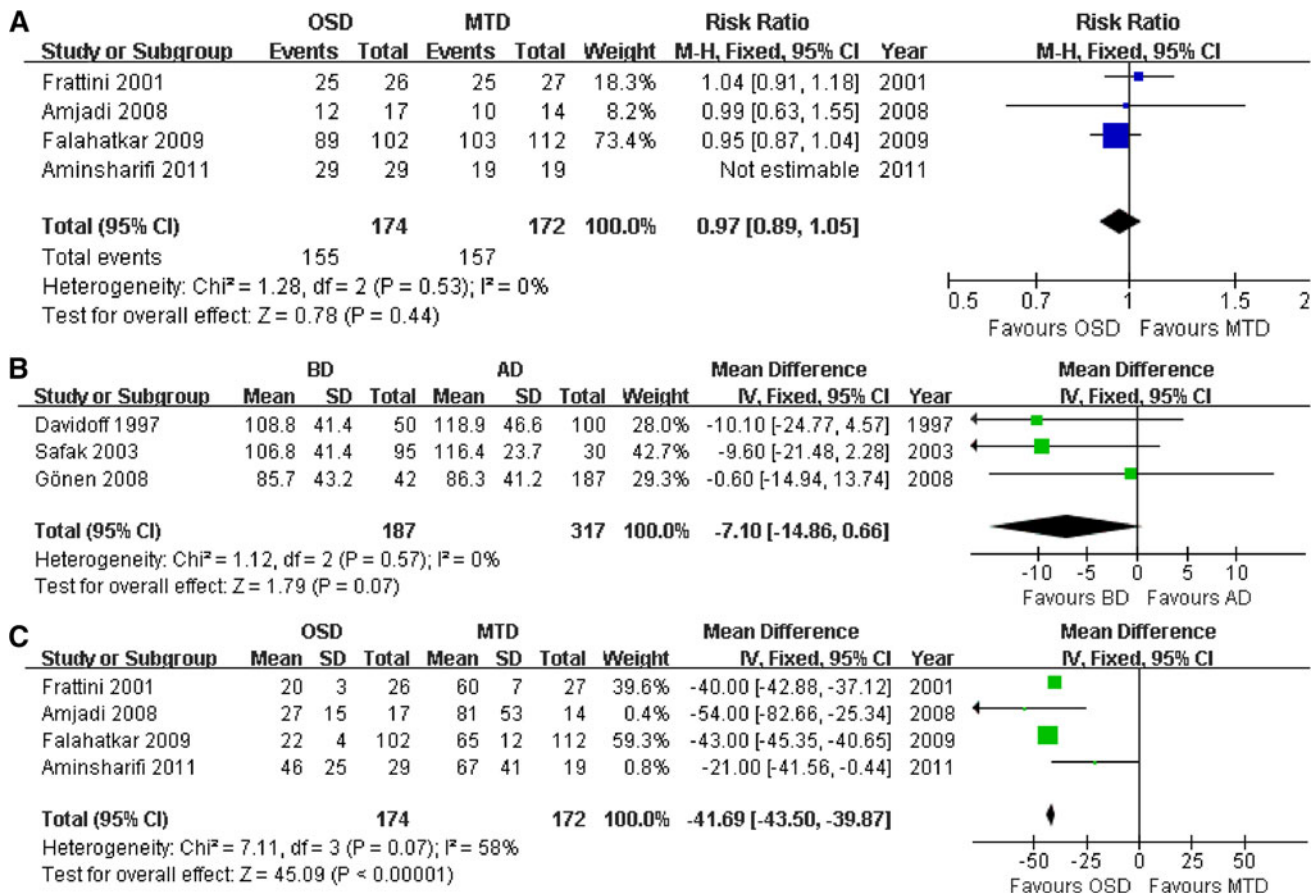 A
OSD MTD Risk Ratio Risk Ratio
Study or Subgroup Events Total Events Total Weight M-H, Fixed, 95% CI Year M-H, Fixed, 95% CI
Frattini 2001 25 26 25 27 18.3% 1.04 [0.91, 1.18] 2001
Amjadi 2008 12 17 10 14 8.2% 0.99 [0.63, 1.55] 2008
Falahatkar 2009 89 102 103 112 73.4% 0.95 [0.87, 1.04] 2009
Aminsharifi 2011 29 29 19 19 Not estimable 2011
Total (95% CI) 174 172 100.0% 0.97 [0.89, 1.05]
Total events 155 157
Heterogeneity: Chi² = 1.28, df = 2 (P = 0.53); I² = 0%
Test for overall effect: Z = 0.78 (P = 0.44)
0.5 0.7 1 1.5 2
Favours OSD Favours MTD
B
BD AD Mean Difference Mean Difference
Study or Subgroup Mean SD Total Mean SD Total Weight IV, Fixed, 95% CI Year IV, Fixed, 95% CI
Davidoff 1997 108.8 41.4 50 118.9 46.6 100 28.0% -10.10 [-24.77, 4.57] 1997
Safak 2003 106.8 41.4 95 116.4 23.7 30 42.7% -9.60 [-21.48, 2.28] 2003
Gönen 2008 85.7 43.2 42 86.3 41.2 187 29.3% -0.60 [-14.94, 13.74] 2008
Total (95% CI) 187 317 100.0% -7.10 [-14.86, 0.66]
Heterogeneity: Chi² = 1.12, df = 2 (P = 0.57); I² = 0%
Test for overall effect: Z = 1.79 (P = 0.07)
-10 -5 0 5 10
Favours BD Favours AD
C
OSD MTD Mean Difference Mean Difference
Study or Subgroup Mean SD Total Mean SD Total Weight IV, Fixed, 95% CI Year IV, Fixed, 95% CI
Frattini 2001 20 3 26 60 7 27 39.6% -40.00 [-42.88, -37.12] 2001
Amjadi 2008 27 15 17 81 53 14 0.4% -54.00 [-82.66, -25.34] 2008
Falahatkar 2009 22 4 102 65 12 112 59.3% -43.00 [-45.35, -40.65] 2009
Aminsharifi 2011 46 25 29 67 41 19 0.8% -21.00 [-41.56, -0.44] 2011
Total (95% CI) 174 172 100.0% -41.69 [-43.50, -39.87]
Heterogeneity: Chi² = 7.11, df = 3 (P = 0.07); I² = 58%
Test for overall effect: Z = 45.09 (P < 0.00001)
-50 -25 0 25 50
Favours OSD Favours MTD